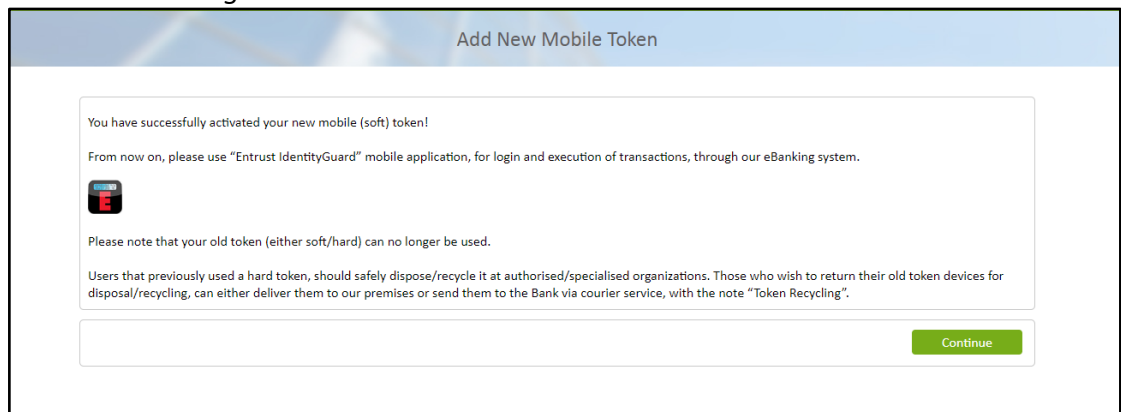 Add New Mobile Token
You have successfully activated your new mobile (soft) token!
From now on, please use “Entrust IdentityGuard” mobile application, for login and execution of transactions, through our eBanking system.
E
Please note that your old token (either soft/hard) can no longer be used.
Users that previously used a hard token, should safely dispose/recycle it at authorised/specialised organizations. Those who wish to return their old token devices for
disposal/recycling, can either deliver them to our premises or send them to the Bank via courier service, with the note “Token Recycling”.
Continue